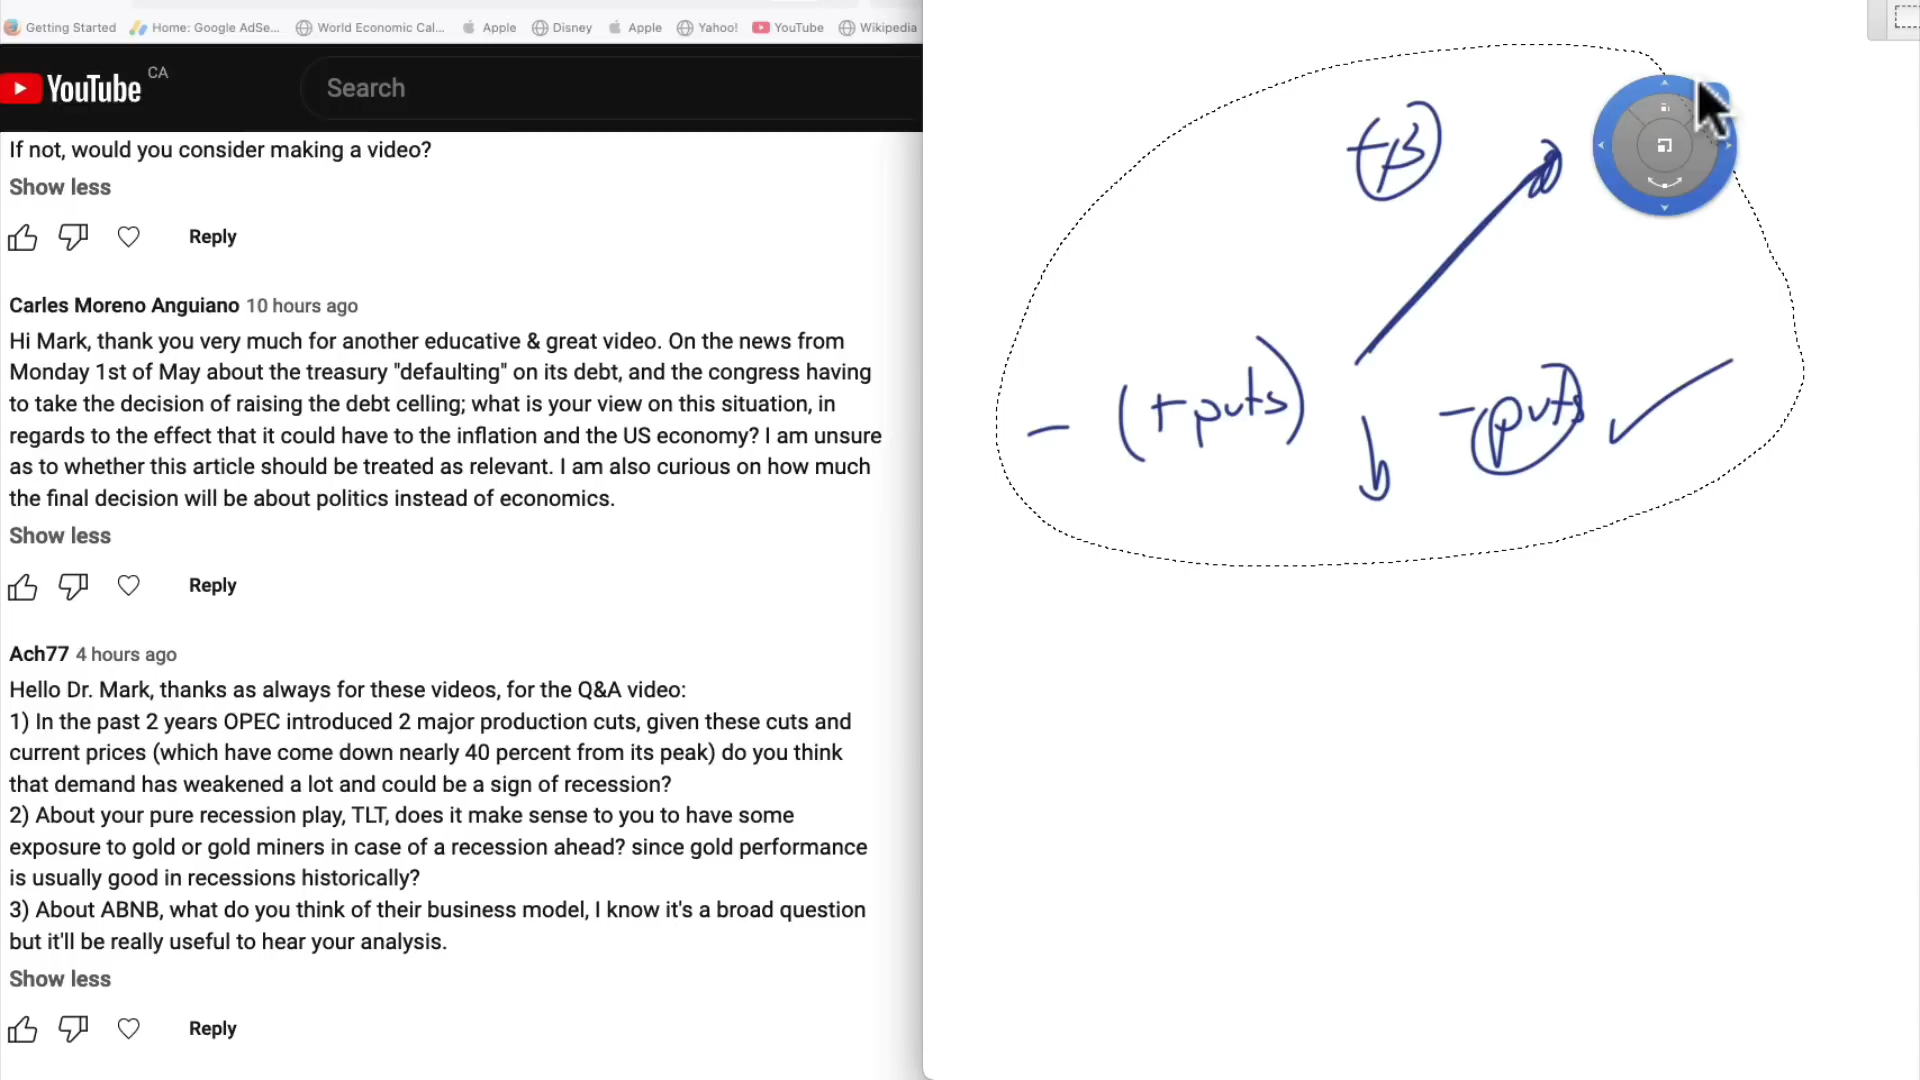 Getting Started Home: Google AdSe... World Economic Cal... Apple Disney Apple Yahoo! YouTube Wikipedia
YouTube CA Search
If not, would you consider making a video?
Show less
Reply
Carles Moreno Anguiano 10 hours ago
Hi Mark, thank you very much for another educative & great video. On the news from
Monday 1st of May about the treasury "defaulting" on its debt, and the congress having
to take the decision of raising the debt celling; what is your view on this situation, in
regards to the effect that it could have to the inflation and the US economy? I am unsure
as to whether this article should be treated as relevant. I am also curious on how much
the final decision will be about politics instead of economics.
Show less
Reply
Ach77 4 hours ago
Hello Dr. Mark, thanks as always for these videos, for the Q&A video:
1) In the past 2 years OPEC introduced 2 major production cuts, given these cuts and
current prices (which have come down nearly 40 percent from its peak) do you think
that demand has weakened a lot and could be a sign of recession?
2) About your pure recession play, TLT, does it make sense to you to have some
exposure to gold or gold miners in case of a recession ahead? since gold performance
is usually good in recessions historically?
3) About ABNB, what do you think of their business model, I know it's a broad question
but it'll be really useful to hear your analysis.
Show less
Reply
+β
- (+puts) -puts